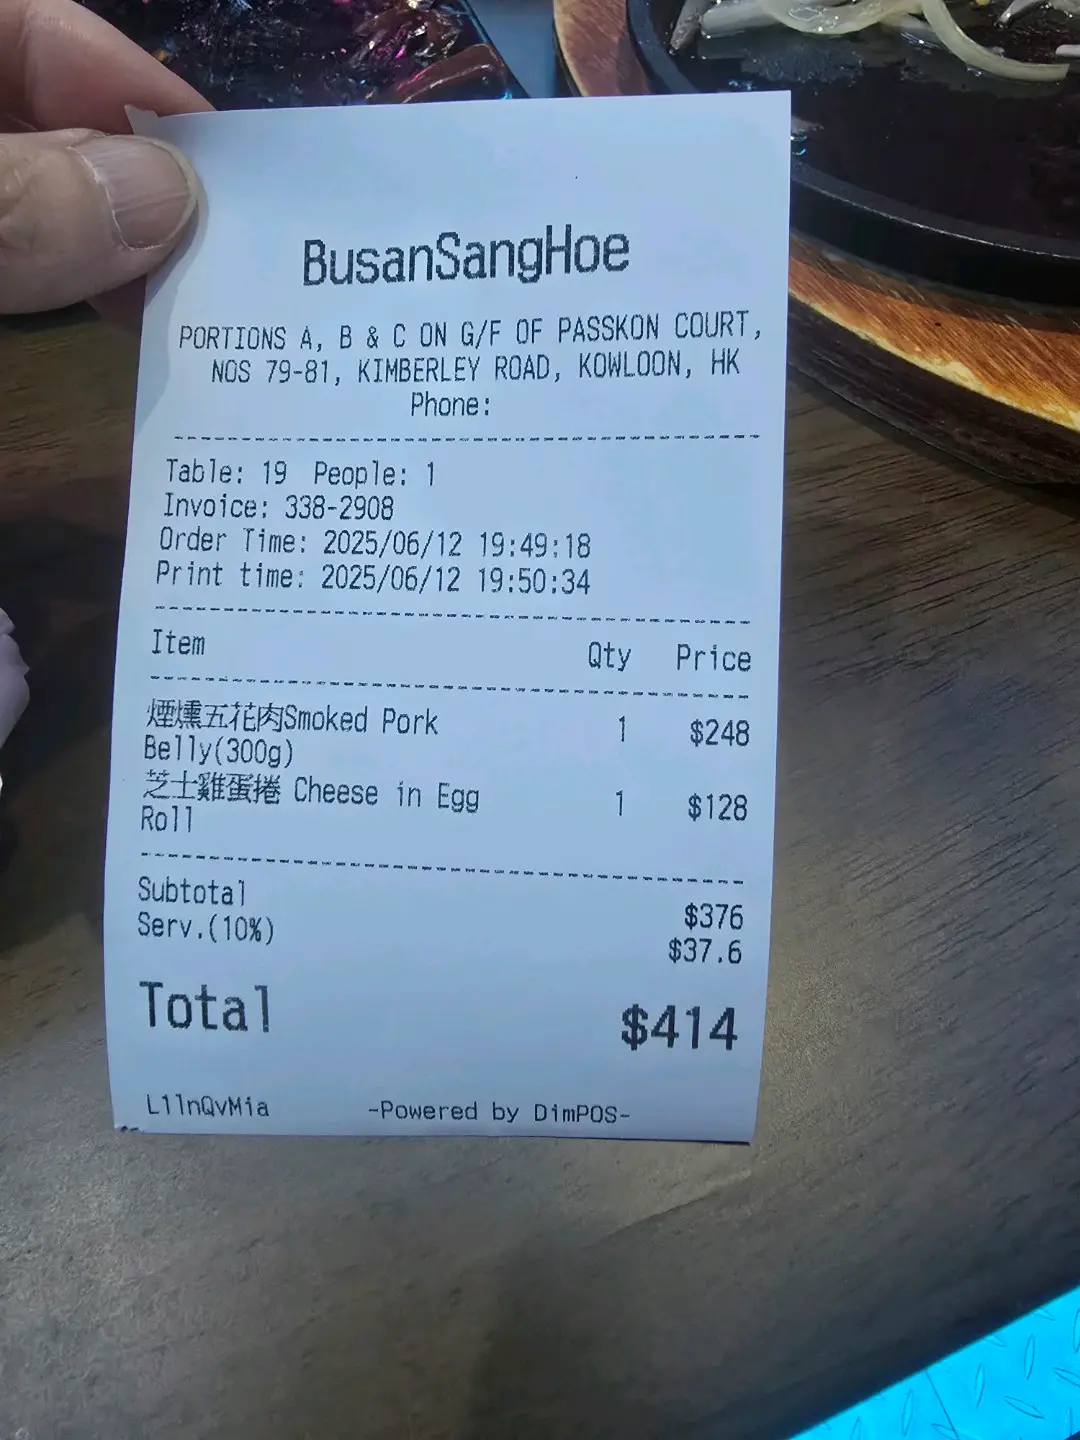 BusanSangHoe
PORTIONS A, B & C ON G/F OF PASSKON COURT,
NOS 79-81, KIMBERLEY ROAD, KOWLOON, HK
Phone:
Table: 19 People: 1
Invoice: 338-2908
Order Time: 2025/06/12 19:49:18
Print time: 2025/06/12 19:50:34
Item Qty Price
煙燻五花肉Smoked Pork 1 $248
Belly(300g)
芝士雞蛋捲 Cheese in Egg 1 $128
Roll
Subtotal $376
Serv.(10%) $37.6
Total $414
L1lnQvMia -Powered by DimPOS-